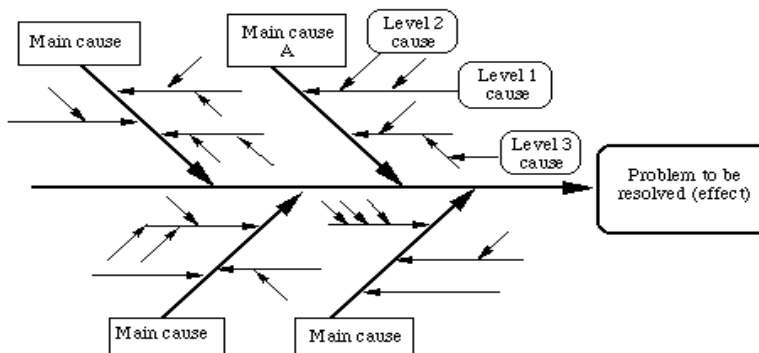 Main cause
Main cause
A
Level 2
cause
Level 1
cause
Level 3
cause
Problem to be
resolved (effect)
Main cause
Main cause